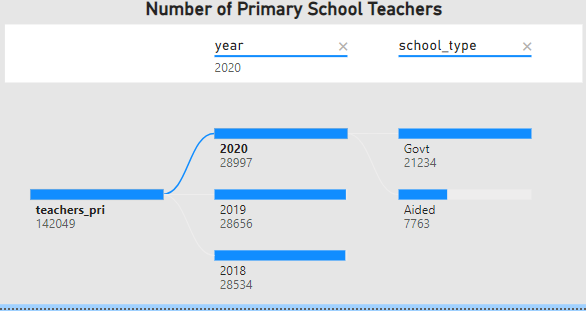 Number of Primary School Teachers
year × school_type ×
2020
2020
28997
Govt
21234
teachers_pri
142049
2019
28656
Aided
7763
2018
28534